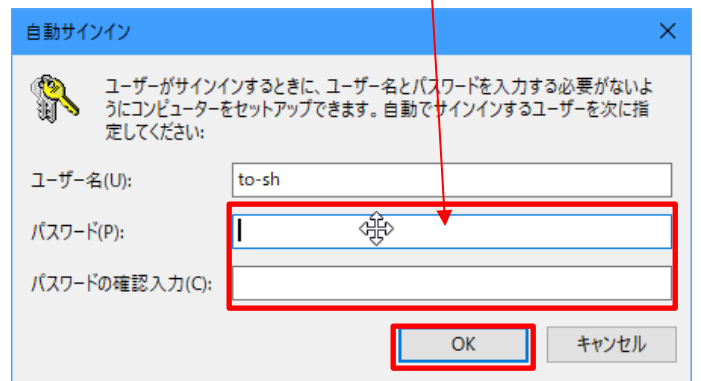 自動サインイン
ユーザーがサインインするときに、ユーザー名とパスワードを入力する必要がないよ
うにコンピューターをセットアップできます。自動でサインインするユーザーを次に指
定してください:
ユーザー名(U):
to-sh
パスワード(P):
パスワードの確認入力(C):
OK
キャンセル